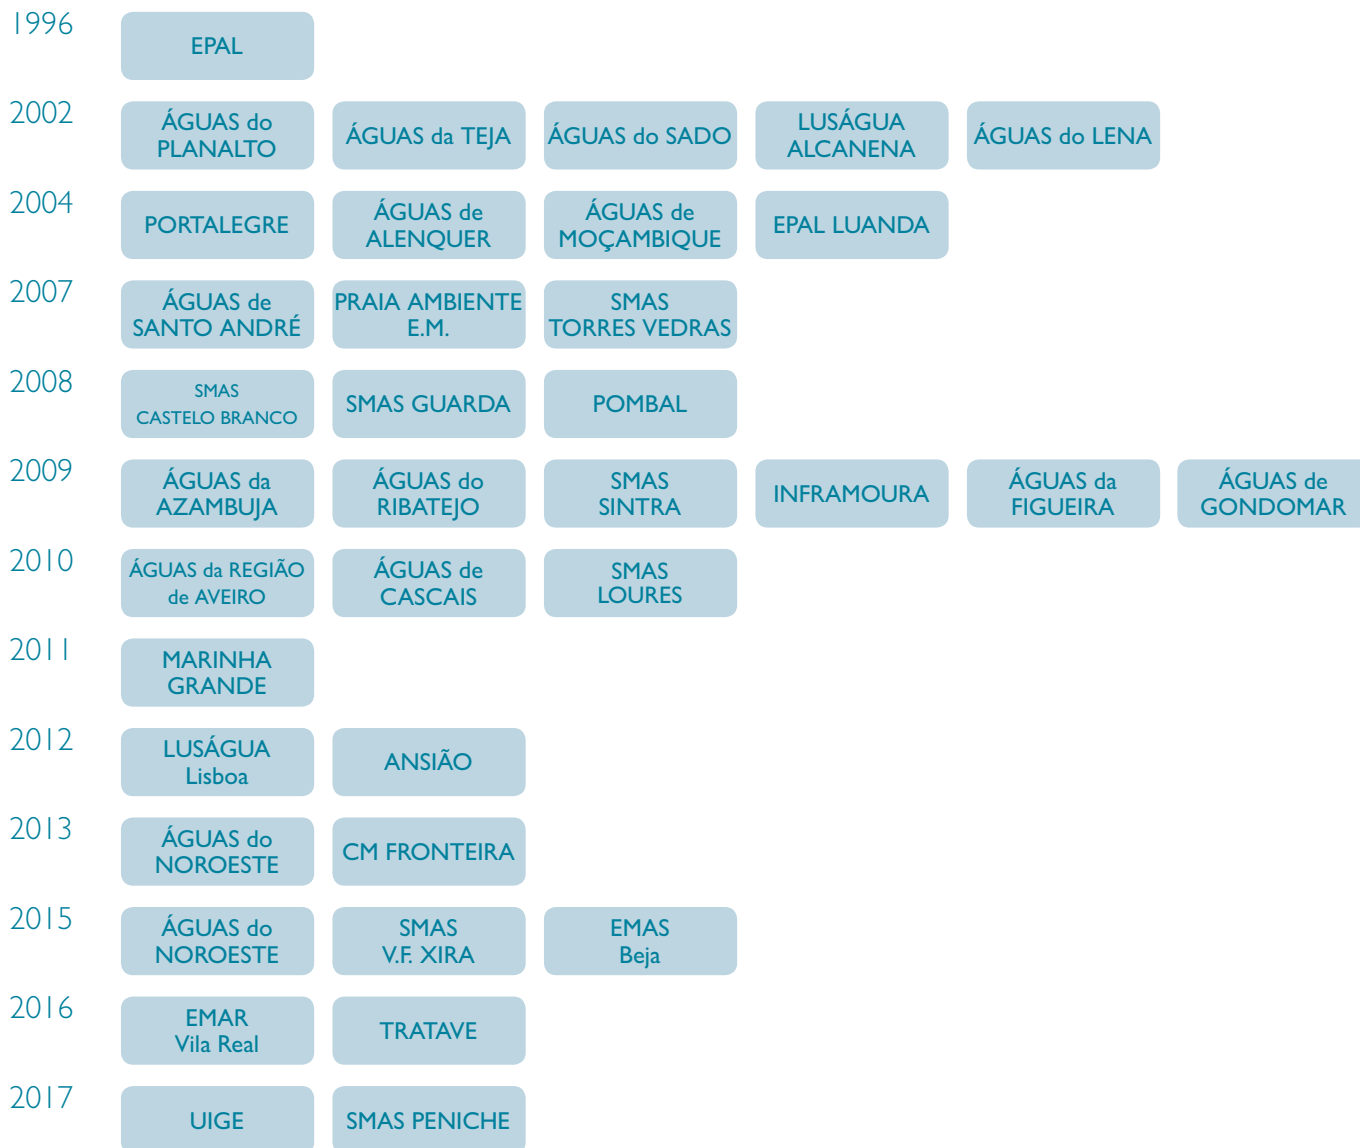 1996
EPAL
2002
ÁGUAS do
PLANALTO
ÁGUAS da TEJA
ÁGUAS do SADO
LUSÁGUA
ALCANENA
ÁGUAS do LENA
2004
PORTALEGRE
ÁGUAS de
ALENQUER
ÁGUAS de
MOÇAMBIQUE
EPAL LUANDA
2007
ÁGUAS de
SANTO ANDRÉ
PRAIA AMBIENTE
E.M.
SMAS
TORRES VEDRAS
2008
SMAS
CASTELO BRANCO
SMAS GUARDA
POMBAL
2009
ÁGUAS da
AZAMBUJA
ÁGUAS do
RIBATEJO
SMAS
SINTRA
INFRAMOURA
ÁGUAS da
FIGUEIRA
ÁGUAS de
GONDOMAR
2010
ÁGUAS da REGIÃO
de AVEIRO
ÁGUAS de
CASCAIS
SMAS
LOURES
2011
MARINHA
GRANDE
2012
LUSÁGUA
Lisboa
ANSIÃO
2013
ÁGUAS do
NOROESTE
CM FRONTEIRA
2015
ÁGUAS do
NOROESTE
SMAS
V.F. XIRA
EMAS
Beja
2016
EMAR
Vila Real
TRATAVE
2017
UIGE
SMAS PENICHE